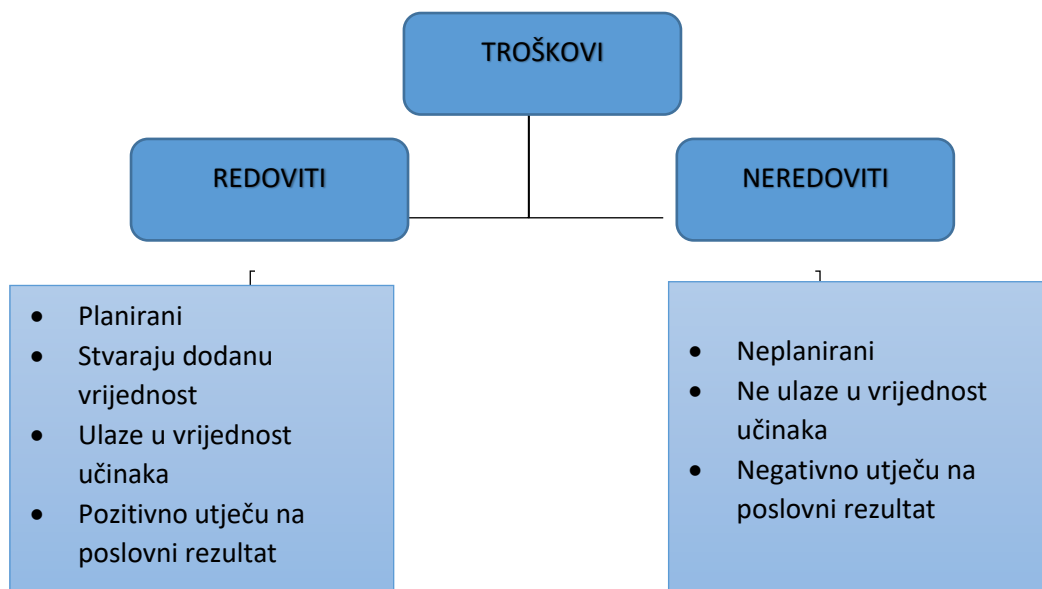 TROŠKOVI
REDOVITI
NEREDOVITI
• Planirani
• Stvaraju dodanu
vrijednost
• Ulaze u vrijednost
učinaka
• Pozitivno utječu na
poslovni rezultat
• Neplanirani
• Ne ulaze u vrijednost
učinaka
• Negativno utječu na
poslovni rezultat